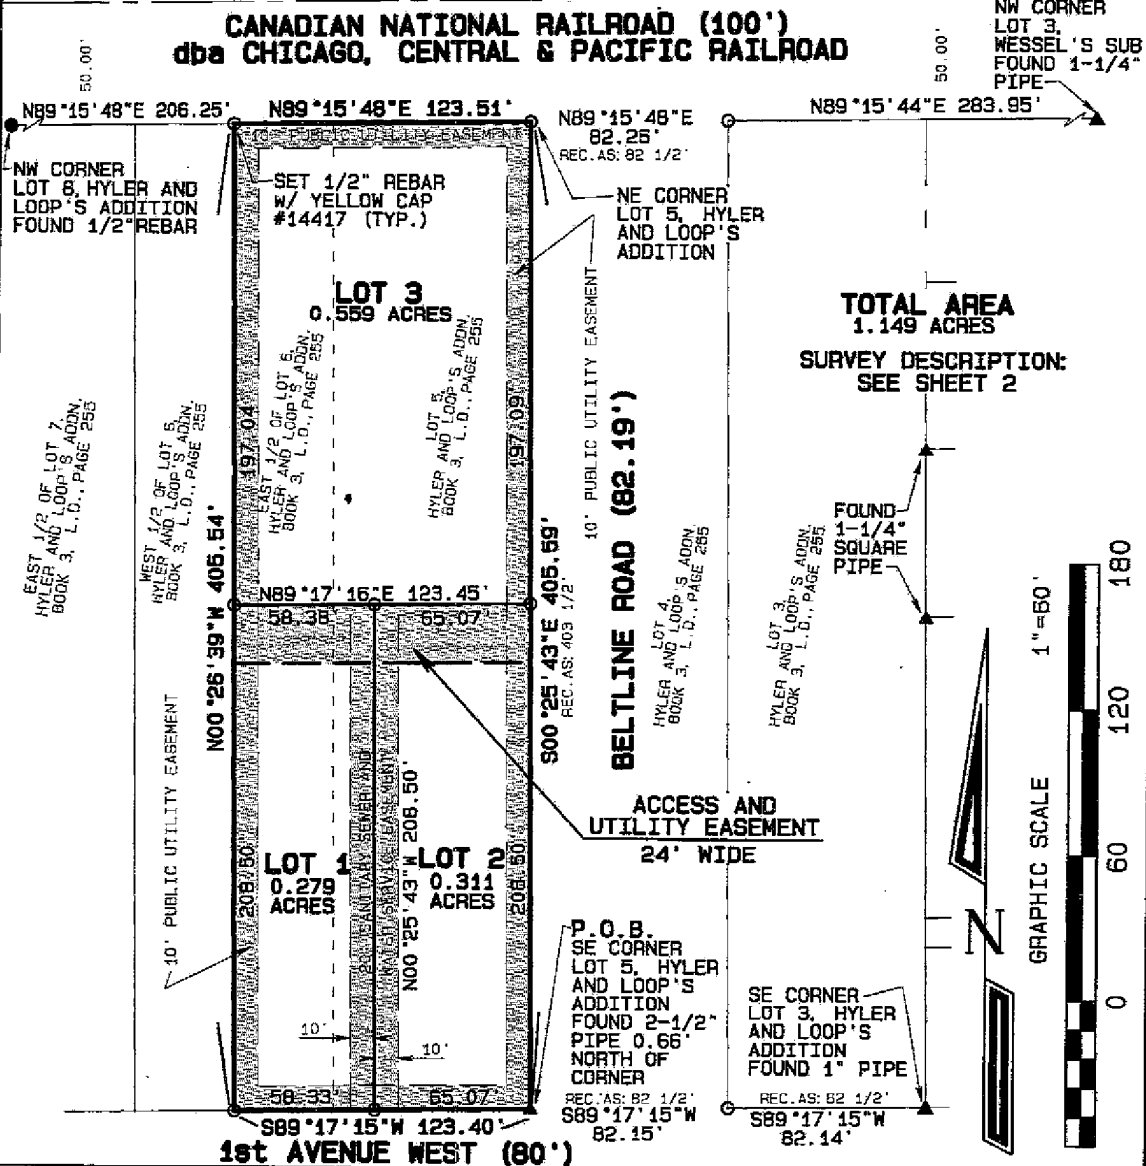 CANADIAN NATIONAL RAILROAD (100')
dba CHICAGO, CENTRAL & PACIFIC RAILROAD
NW CORNER
LOT 3,
WESSEL'S SUB
FOUND 1-1/4"
PIPE
50.00'
50.00'
N89°15'48"E 206.25'
N89°15'48"E 123.51'
N89°15'48"E
82.25'
REC.AS: 82 1/2'
N89°15'44"E 283.95'
10' PUBLIC UTILITY EASEMENT
NW CORNER
LOT 8, HYLER AND
LOOP'S ADDITION
FOUND 1/2"REBAR
SET 1/2" REBAR
W/ YELLOW CAP
#14417 (TYP.)
NE CORNER
LOT 5, HYLER
AND LOOP'S
ADDITION
LOT 3
0.559 ACRES
TOTAL AREA
1.149 ACRES
SURVEY DESCRIPTION:
SEE SHEET 2
EAST 1/2 OF LOT 7,
HYLER AND LOOP'S ADDN,
BOOK 3, L.D., PAGE 255
WEST 1/2 OF LOT 6,
HYLER AND LOOP'S ADDN,
BOOK 3, L.D., PAGE 255
197.04
EAST 1/2 OF LOT 6,
HYLER AND LOOP'S ADDN,
BOOK 3, L.D., PAGE 255
LOT 5,
HYLER AND LOOP'S ADDN,
BOOK 3, L.D., PAGE 255
197.09
10' PUBLIC UTILITY EASEMENT
BELTLINE ROAD (82.19')
LOT 4,
HYLER AND LOOP'S ADDN,
BOOK 3, L.D., PAGE 255
LOT 3,
HYLER AND LOOP'S ADDN,
BOOK 3, L.D., PAGE 255
FOUND
1-1/4"
SQUARE
PIPE
N00°26'39"W 405.54'
S00°25'43"E 405.59'
REC.AS: 403 1/2'
N89°17'16"E 123.45'
58.38
65.07
10' PUBLIC UTILITY EASEMENT
ACCESS AND
UTILITY EASEMENT
24' WIDE
LOT 1
0.279
ACRES
LOT 2
0.311
ACRES
208.50
20' SANITARY SEWER AND
WATER SERVICE EASEMENT
N00°25'43"W 208.50'
208.50
10'
10'
P.O.B.
SE CORNER
LOT 5, HYLER
AND LOOP'S
ADDITION
FOUND 2-1/2"
PIPE 0.66'
NORTH OF
CORNER
REC.AS: 82 1/2'
S89°17'15"W
82.15'
SE CORNER
LOT 3, HYLER
AND LOOP'S
ADDITION
FOUND 1" PIPE
REC.AS: 82 1/2'
S89°17'15"W
82.14'
58.33
65.07
S89°17'15"W 123.40'
1st AVENUE WEST (80')
N
GRAPHIC SCALE 1"=60'
0
60
120
180